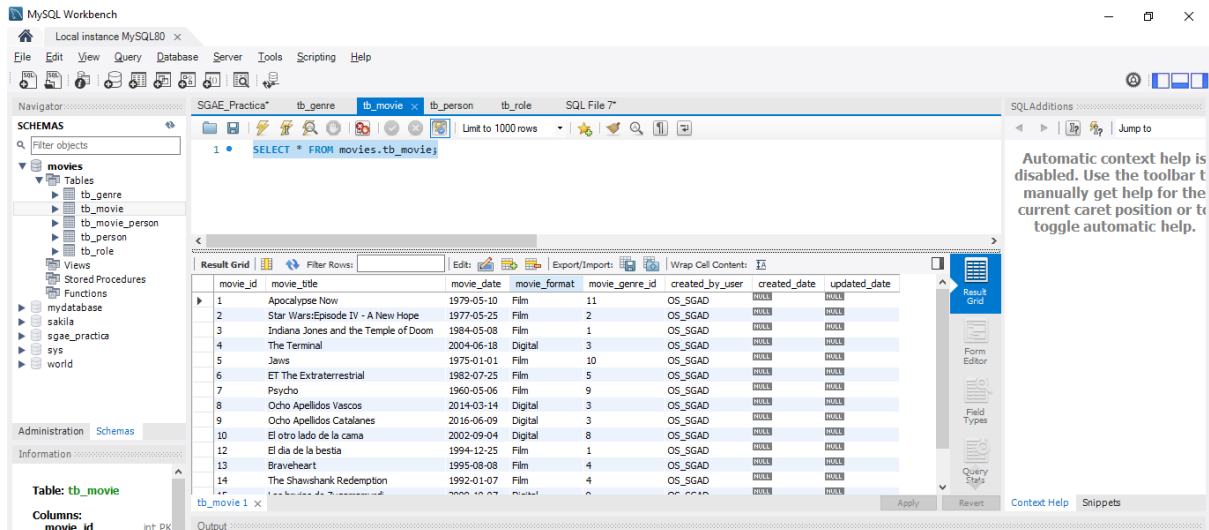 MySQL Workbench
Local instance MySQL80
File Edit View Query Database Server Tools Scripting Help
Navigator
SCHEMAS
Filter objects
movies
Tables
tb_genre
tb_movie
tb_movie_person
tb_person
tb_role
Views
Stored Procedures
Functions
mydatabase
sakila
sgae_practica
sys
world
Administration Schemas
Information
Table: tb_movie
Columns:
movie_id int PK
SGAE_Practica* tb_genre tb_movie tb_person tb_role SQL File 7*
Limit to 1000 rows
1 SELECT * FROM movies.tb_movie;
Result Grid Filter Rows: Edit: Export/Import: Wrap Cell Content:
movie_id movie_title movie_date movie_format movie_genre_id created_by_user created_date updated_date
1 Apocalypse Now 1979-05-10 Film 11 OS_SGAD NULL NULL
2 Star Wars:Episode IV - A New Hope 1977-05-25 Film 2 OS_SGAD NULL NULL
3 Indiana Jones and the Temple of Doom 1984-05-08 Film 1 OS_SGAD NULL NULL
4 The Terminal 2004-06-18 Digital 3 OS_SGAD NULL NULL
5 Jaws 1975-01-01 Film 10 OS_SGAD NULL NULL
6 ET The Extraterrestrial 1982-07-25 Film 5 OS_SGAD NULL NULL
7 Psycho 1960-05-06 Film 9 OS_SGAD NULL NULL
8 Ocho Apellidos Vascos 2014-03-14 Digital 3 OS_SGAD NULL NULL
9 Ocho Apellidos Catalanes 2016-06-09 Digital 3 OS_SGAD NULL NULL
10 El otro lado de la cama 2002-09-04 Digital 8 OS_SGAD NULL NULL
12 El dia de la bestia 1994-12-25 Film 1 OS_SGAD NULL NULL
13 Braveheart 1995-08-08 Film 4 OS_SGAD NULL NULL
14 The Shawshank Redemption 1992-01-07 Film 4 OS_SGAD NULL NULL
tb_movie 1
Apply Revert
Output
Result Grid
Form Editor
Field Types
Query Stats
SQLAdditions
Jump to
Automatic context help is
disabled. Use the toolbar t
manually get help for the
current caret position or to
toggle automatic help.
Context Help Snippets